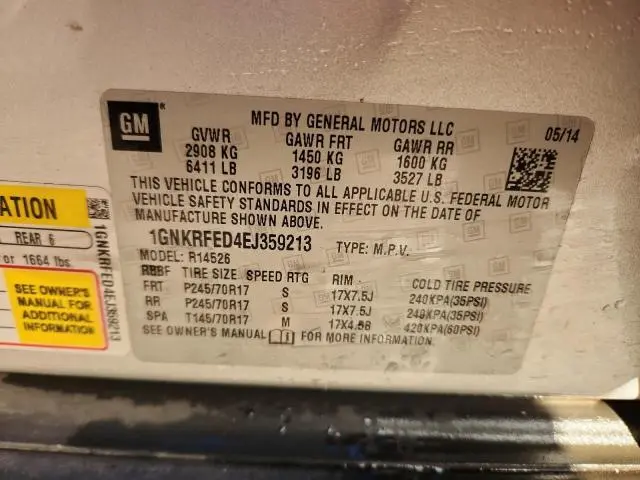 GM
MFD BY GENERAL MOTORS LLC 05/14
GVWR GAWR FRT GAWR RR
2908 KG 1450 KG 1600 KG
6411 LB 3196 LB 3527 LB
THIS VEHICLE CONFORMS TO ALL APPLICABLE U.S. FEDERAL MOTOR
VEHICLE SAFETY STANDARDS IN EFFECT ON THE DATE OF
MANUFACTURE SHOWN ABOVE.
1GNKRFED4EJ359213 TYPE: M.P.V.
MODEL: R14526
TIRE SIZE SPEED RTG RIM COLD TIRE PRESSURE
FRT P245/70R17 S 17X7.5J 240KPA(35PSI)
RR P245/70R17 S 17X7.5J 240KPA(35PSI)
SPA T145/70R17 M 17X4.5B 420KPA(60PSI)
SEE OWNER'S MANUAL FOR MORE INFORMATION
ATION
REAR 6
or 1664 lbs.
SEE OWNER'S
MANUAL FOR
ADDITIONAL
INFORMATION
1GNKRFED4EJ359213